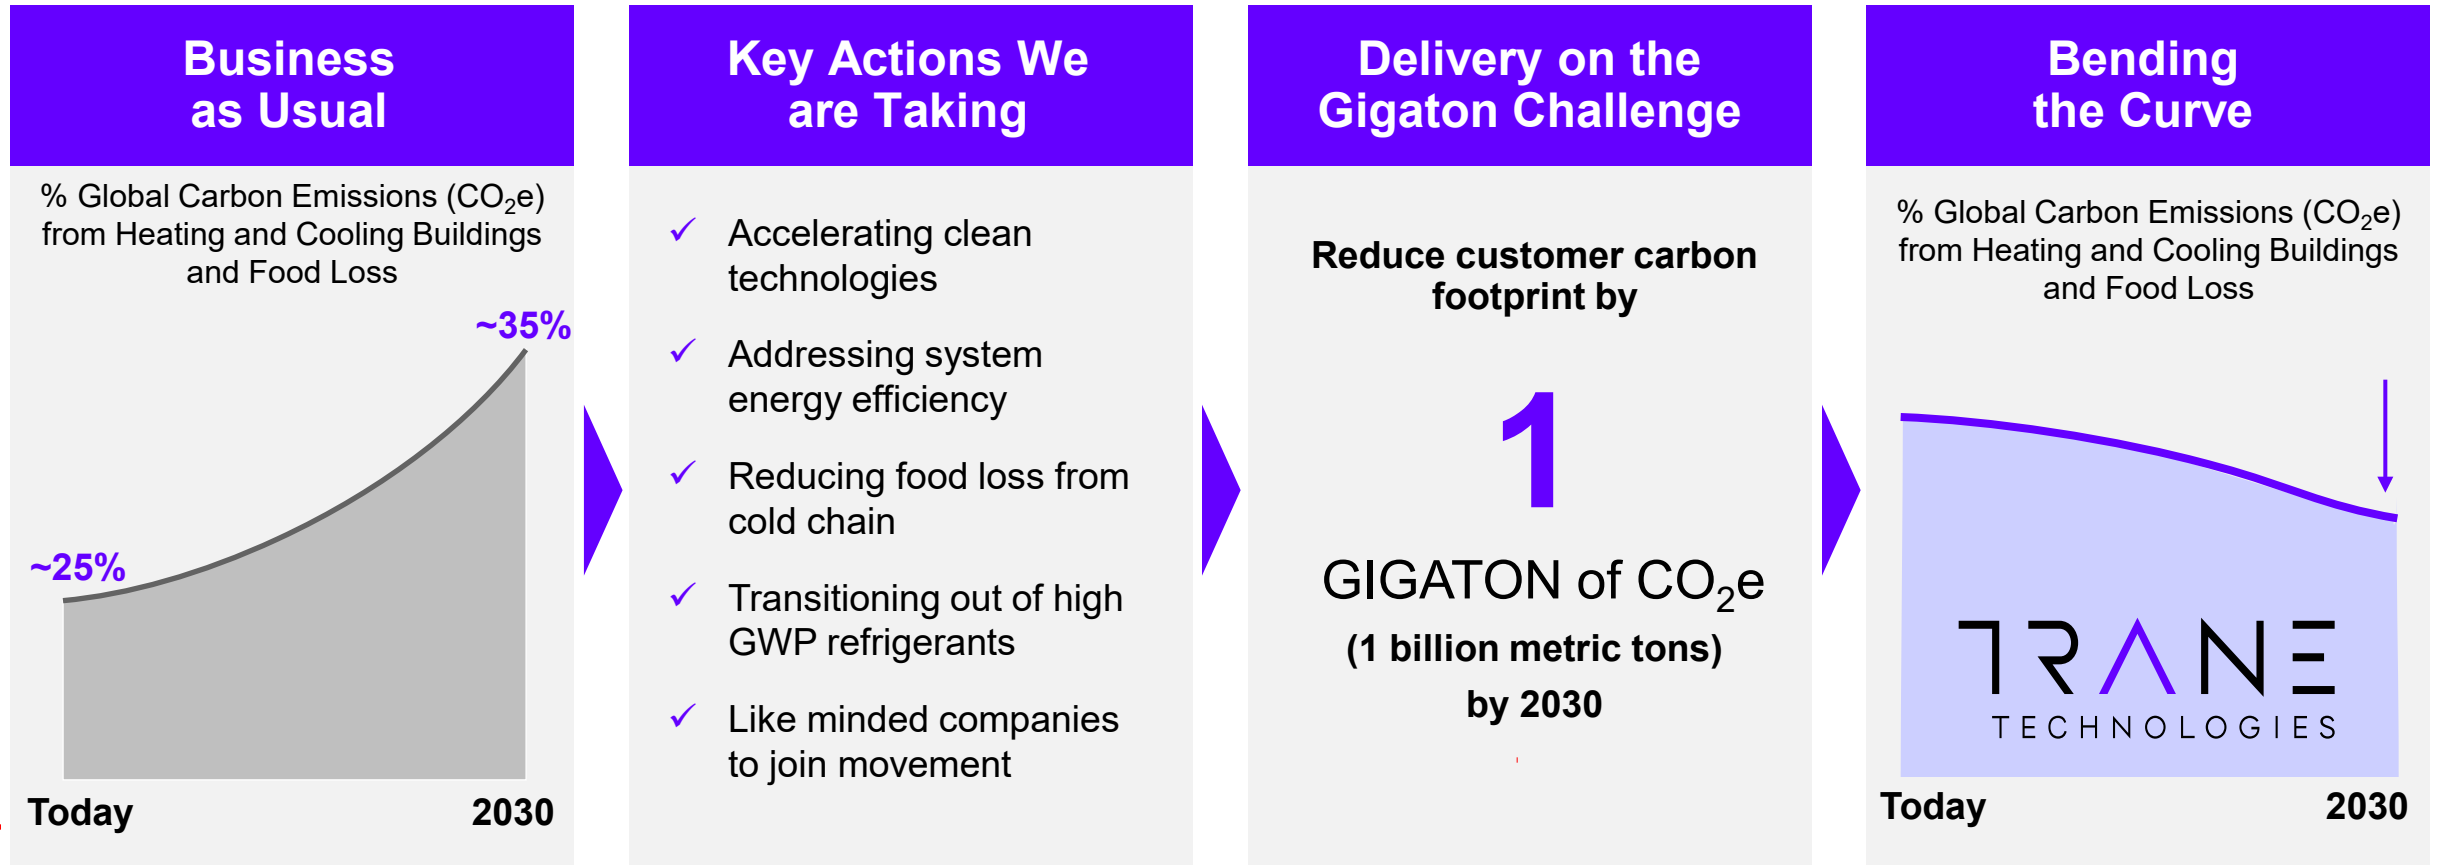 Business
as Usual
% Global Carbon Emissions (CO₂e)
from Heating and Cooling Buildings
and Food Loss
~35%
~25%
Today
2030
Key Actions We
are Taking
✓ Accelerating clean
technologies
✓ Addressing system
energy efficiency
✓ Reducing food loss from
cold chain
✓ Transitioning out of high
GWP refrigerants
✓ Like minded companies
to join movement
Delivery on the
Gigaton Challenge
Reduce customer carbon
footprint by
1
GIGATON of CO₂e
(1 billion metric tons)
by 2030
Bending
the Curve
% Global Carbon Emissions (CO₂e)
from Heating and Cooling Buildings
and Food Loss
TRANE
TECHNOLOGIES
Today
2030